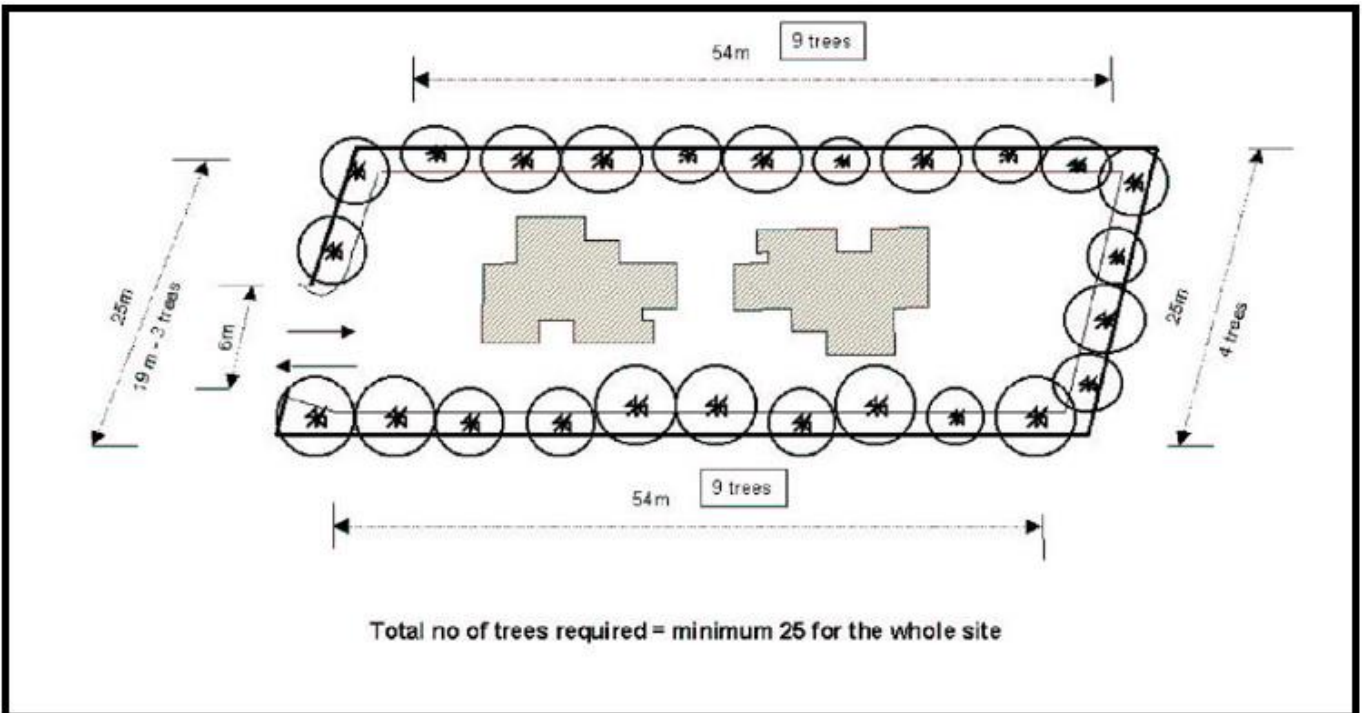 54m
9 trees
25m
19 m - 3 trees
6m
25m
4 trees
54m
9 trees
Total no of trees required = minimum 25 for the whole site